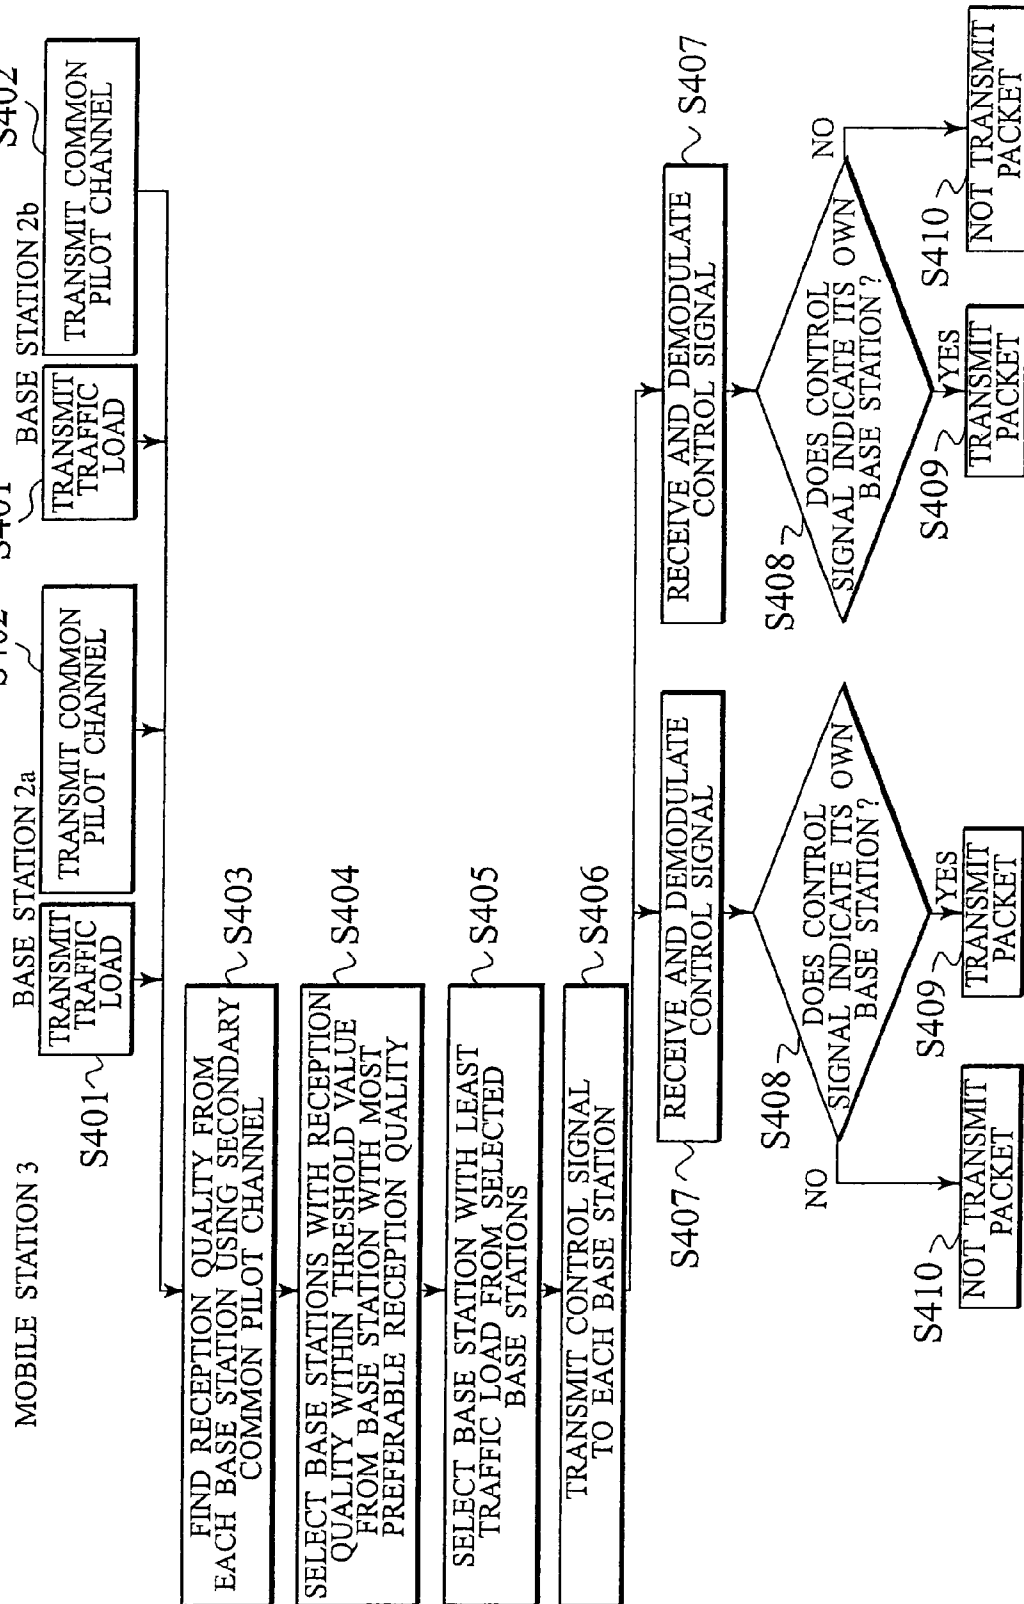 MOBILE STATION 3
BASE STATION 2a
BASE STATION 2b
S401
TRANSMIT
TRAFFIC
LOAD
S402
TRANSMIT COMMON
PILOT CHANNEL
S401
TRANSMIT
TRAFFIC
LOAD
S402
TRANSMIT COMMON
PILOT CHANNEL
FIND RECEPTION QUALITY FROM
EACH BASE STATION USING SECONDARY
COMMON PILOT CHANNEL
S403
SELECT BASE STATIONS WITH RECEPTION
QUALITY WITHIN THRESHOLD VALUE
FROM BASE STATION WITH MOST
PREFERABLE RECEPTION QUALITY
S404
SELECT BASE STATION WITH LEAST
TRAFFIC LOAD FROM SELECTED
BASE STATIONS
S405
TRANSMIT CONTROL SIGNAL
TO EACH BASE STATION
S406
S407
RECEIVE AND DEMODULATE
CONTROL SIGNAL
RECEIVE AND DEMODULATE
CONTROL SIGNAL
S407
S408
DOES CONTROL
SIGNAL INDICATE ITS OWN
BASE STATION?
NO
YES
S408
DOES CONTROL
SIGNAL INDICATE ITS OWN
BASE STATION?
NO
YES
S410
NOT TRANSMIT
PACKET
S409
TRANSMIT
PACKET
S409
TRANSMIT
PACKET
S410
NOT TRANSMIT
PACKET